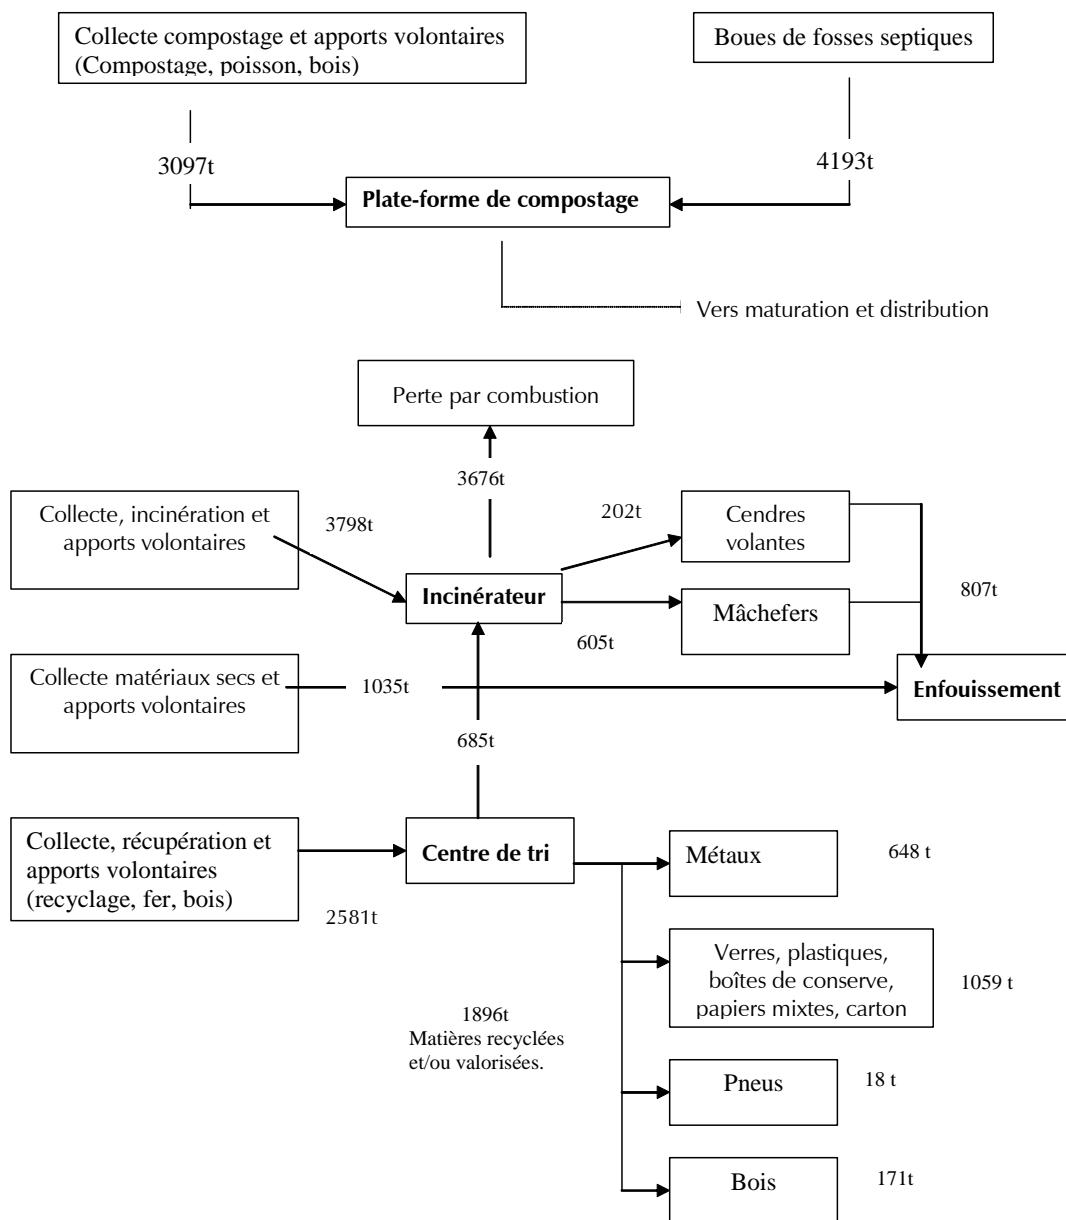 Collecte compostage et apports volontaires
(Compostage, poisson, bois)
Boues de fosses septiques
3097t
4193t
Plate-forme de compostage
Vers maturation et distribution
Perte par combustion
3676t
Collecte, incinération et
apports volontaires
3798t
202t
Cendres
volantes
Incinérateur
605t
Mâchefers
807t
Collecte matériaux secs et
apports volontaires
1035t
Enfouissement
685t
Collecte, récupération et
apports volontaires
(recyclage, fer, bois)
2581t
Centre de tri
Métaux
648 t
Verres, plastiques,
boîtes de conserve,
papiers mixtes, carton
1059 t
1896t
Matières recyclées
et/ou valorisées.
Pneus
18 t
Bois
171t